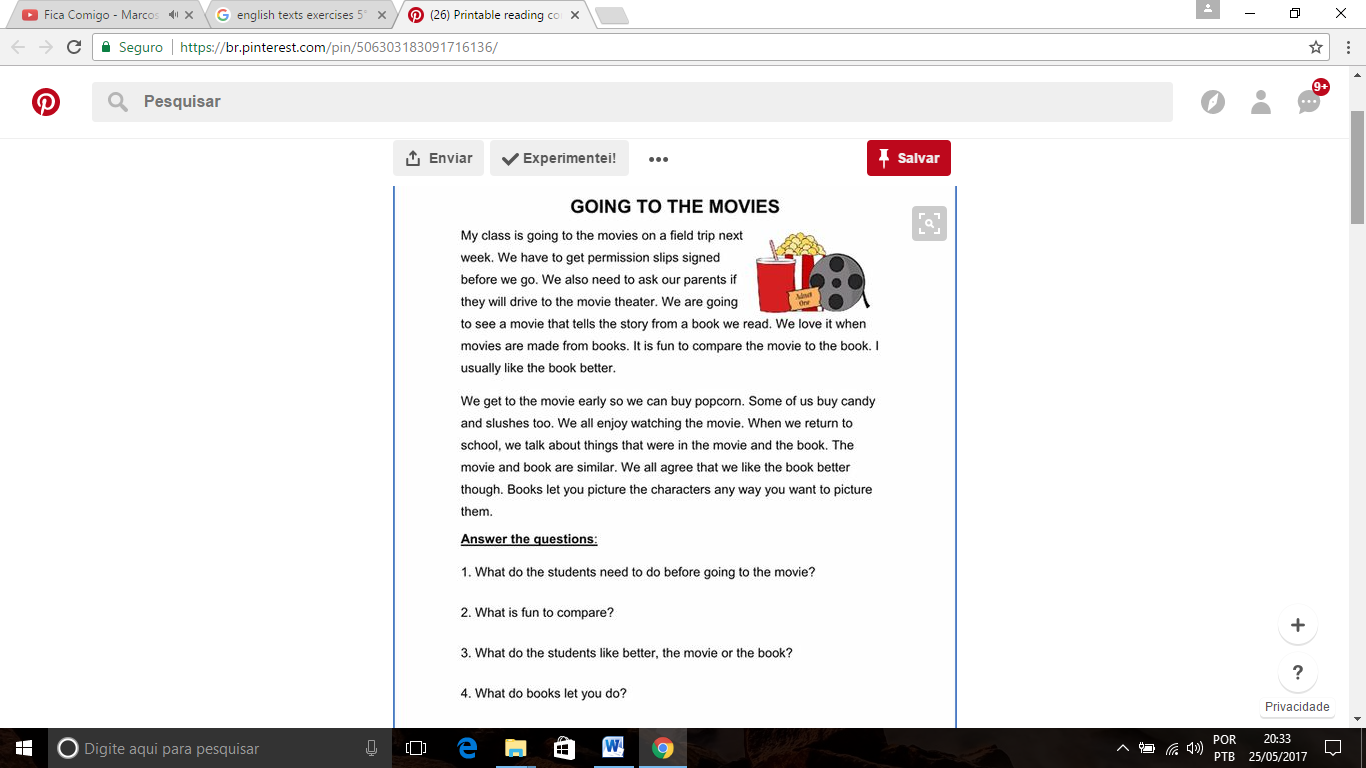 Fica Comigo - Marcos
english texts exercises 5°
(26) Printable reading co
Seguro
https://br.pinterest.com/pin/506303183091716136/
Pesquisar
9+
Enviar
Experimentei!
Salvar
GOING TO THE MOVIES
My class is going to the movies on a field trip next
week. We have to get permission slips signed
before we go. We also need to ask our parents if
they will drive to the movie theater. We are going
to see a movie that tells the story from a book we read. We love it when
movies are made from books. It is fun to compare the movie to the book. I
usually like the book better.
Admit
One
We get to the movie early so we can buy popcorn. Some of us buy candy
and slushes too. We all enjoy watching the movie. When we return to
school, we talk about things that were in the movie and the book. The
movie and book are similar. We all agree that we like the book better
though. Books let you picture the characters any way you want to picture
them.
Answer the questions:
1. What do the students need to do before going to the movie?
2. What is fun to compare?
3. What do the students like better, the movie or the book?
4. What do books let you do?
+
?
Privacidade
Digite aqui para pesquisar
POR
PTB
20:33
25/05/2017